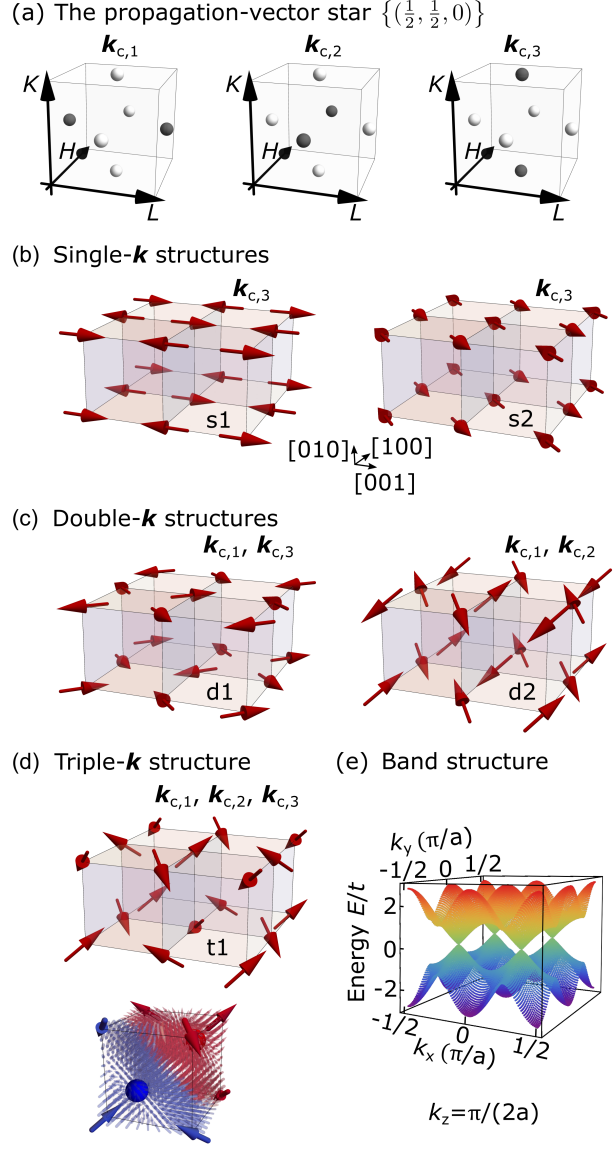 (a) The propagation-vector star {(1/2, 1/2, 0)}
k_c,1 k_c,2 k_c,3
K K K
H H H
L L L
(b) Single-k structures
k_c,3 k_c,3
s1 s2
[010] [100]
[001]
(c) Double-k structures
k_c,1, k_c,3 k_c,1, k_c,2
d1 d2
(d) Triple-k structure (e) Band structure
k_c,1, k_c,2, k_c,3
t1
k_y (π/a)
-1/2 0 1/2
Energy E/t
2
0
-2
-1/2 0 1/2
k_x (π/a)
k_z=π/(2a)